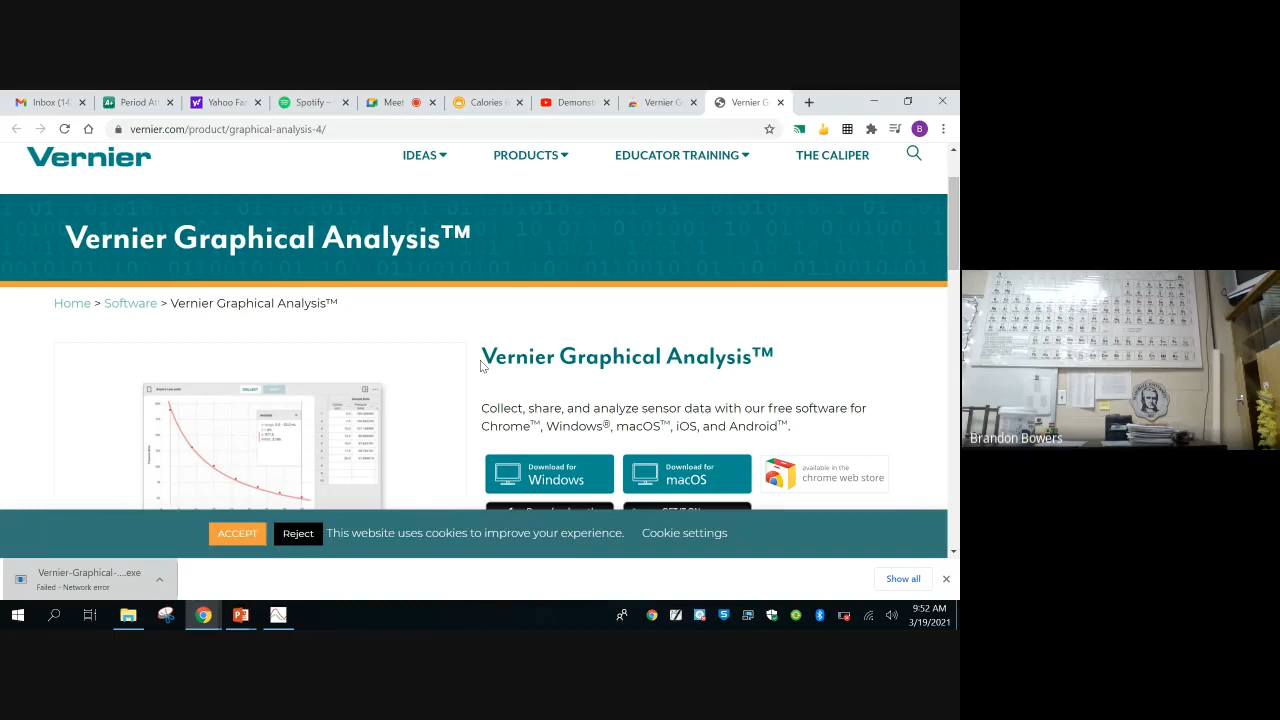 Inbox (14
Period At
Yahoo Fan
Spotify –
Meet
Calories i
Demonst
Vernier G
Vernier G
vernier.com/product/graphical-analysis-4/
B
Vernier
IDEAS
PRODUCTS
EDUCATOR TRAINING
THE CALIPER
Vernier Graphical Analysis™
Home > Software > Vernier Graphical Analysis™
Vernier Graphical Analysis™
Collect, share, and analyze sensor data with our free software for
Chrome™, Windows®, macOS™, iOS, and Android™.
COLLECT
Download for
Windows
Download for
macOS
available in the
chrome web store
ACCEPT
Reject
This website uses cookies to improve your experience.
Cookie settings
Vernier-Graphical-....exe
Failed - Network error
Show all
9:52 AM
3/19/2021
Brandon Bowers